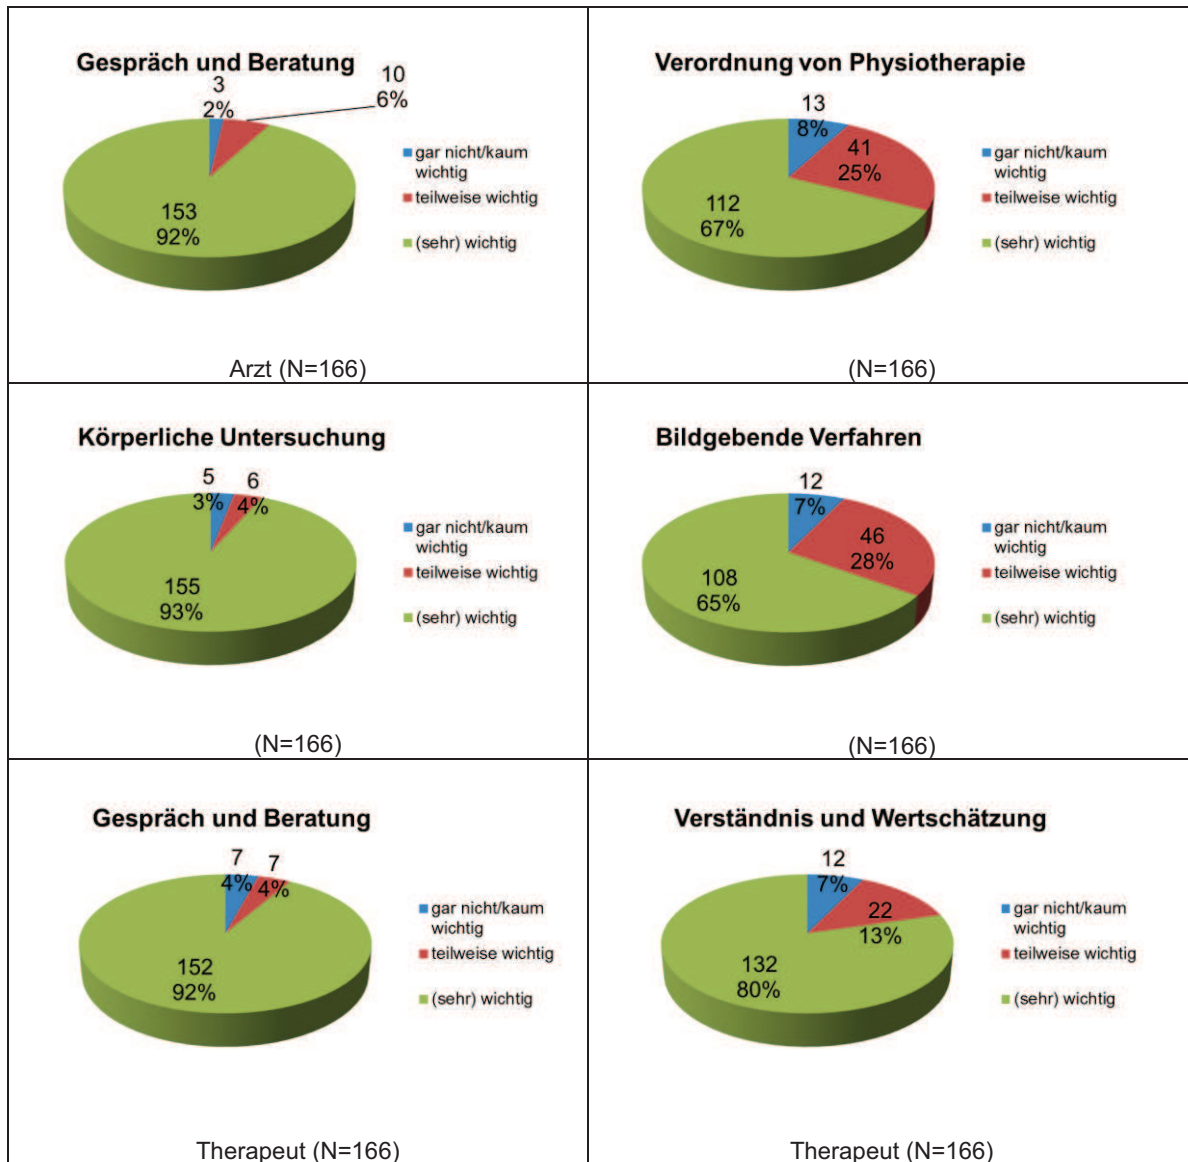 Gespräch und Beratung
3
2%
10
6%
153
92%
gar nicht/kaum
wichtig
teilweise wichtig
(sehr) wichtig
Arzt (N=166)
Verordnung von Physiotherapie
13
8%
41
25%
112
67%
gar nicht/kaum
wichtig
teilweise wichtig
(sehr) wichtig
(N=166)
Körperliche Untersuchung
5
3%
6
4%
155
93%
gar nicht/kaum
wichtig
teilweise wichtig
(sehr) wichtig
(N=166)
Bildgebende Verfahren
12
7%
46
28%
108
65%
gar nicht/kaum
wichtig
teilweise wichtig
(sehr) wichtig
(N=166)
Gespräch und Beratung
7
4%
7
4%
152
92%
gar nicht/kaum
wichtig
teilweise wichtig
(sehr) wichtig
Therapeut (N=166)
Verständnis und Wertschätzung
12
7%
22
13%
132
80%
gar nicht/kaum
wichtig
teilweise wichtig
(sehr) wichtig
Therapeut (N=166)